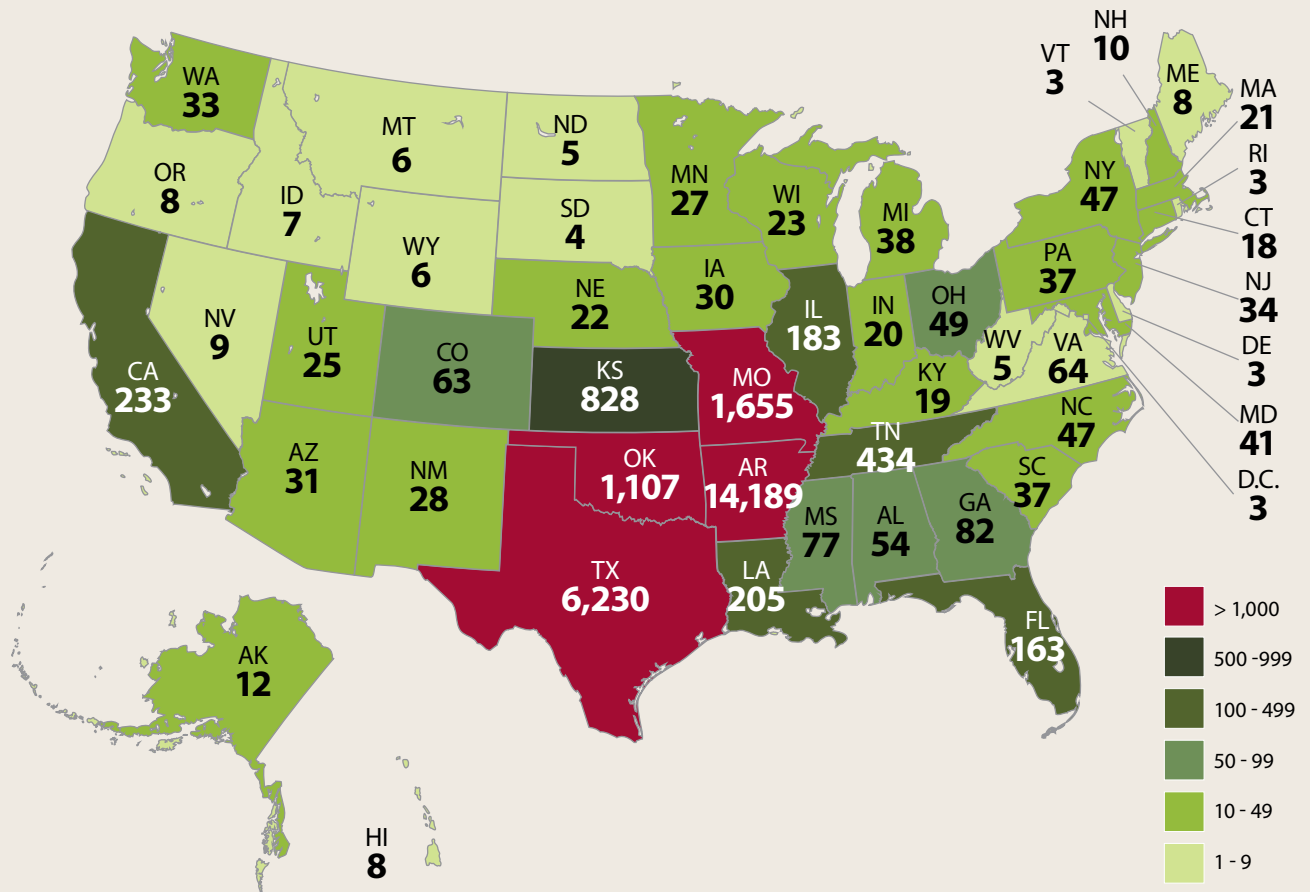 NH
10
VT
3
ME
8
MA
21
RI
3
CT
18
NJ
34
DE
3
MD
41
D.C.
3
WA
33
OR
8
ID
7
MT
6
ND
5
SD
4
WY
6
MN
27
WI
23
MI
38
NY
47
PA
37
NV
9
UT
25
CO
63
NE
22
IA
30
IL
183
IN
20
OH
49
WV
5
VA
64
KY
19
NC
47
CA
233
AZ
31
NM
28
KS
828
MO
1,655
OK
1,107
AR
14,189
TN
434
SC
37
TX
6,230
LA
205
MS
77
AL
54
GA
82
FL
163
AK
12
HI
8
> 1,000
500 -999
100 - 499
50 - 99
10 - 49
1 - 9